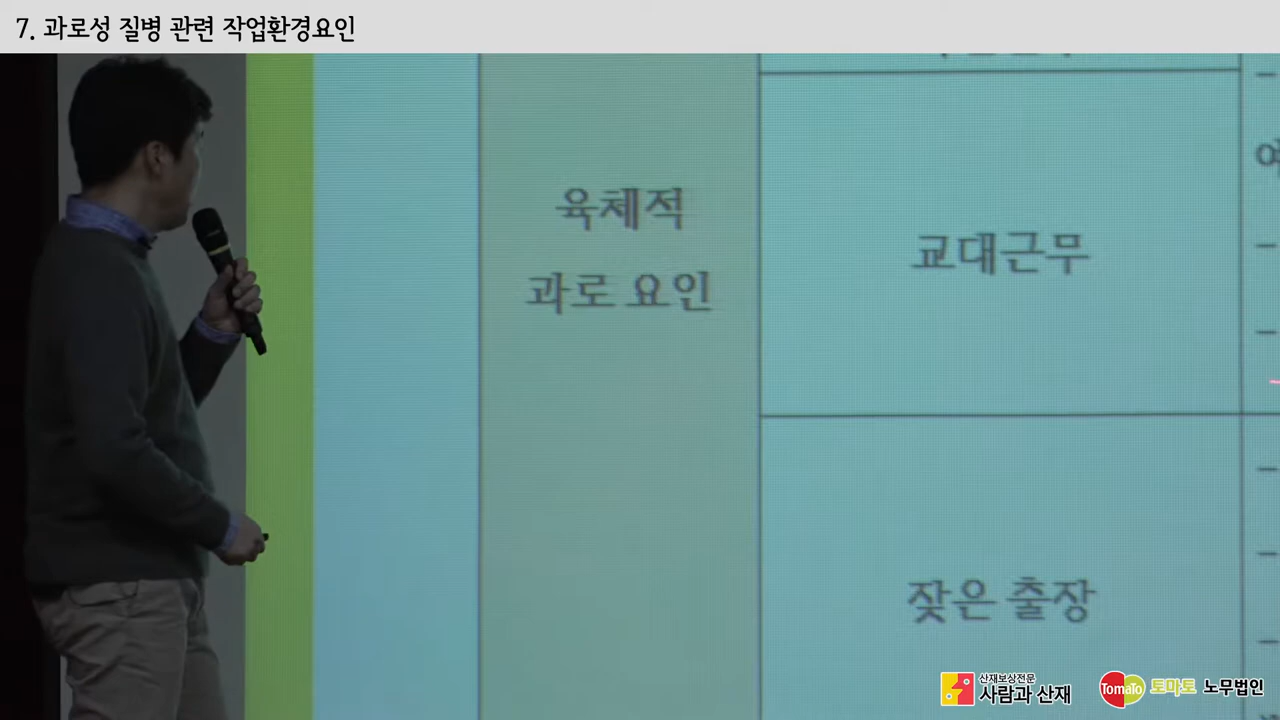 7. 과로성 질병 관련 작업환경요인
육체적
과로 요인
교대근무
잦은 출장
산재보상전문
사람과 산재
TomaTo 토마토 노무법인